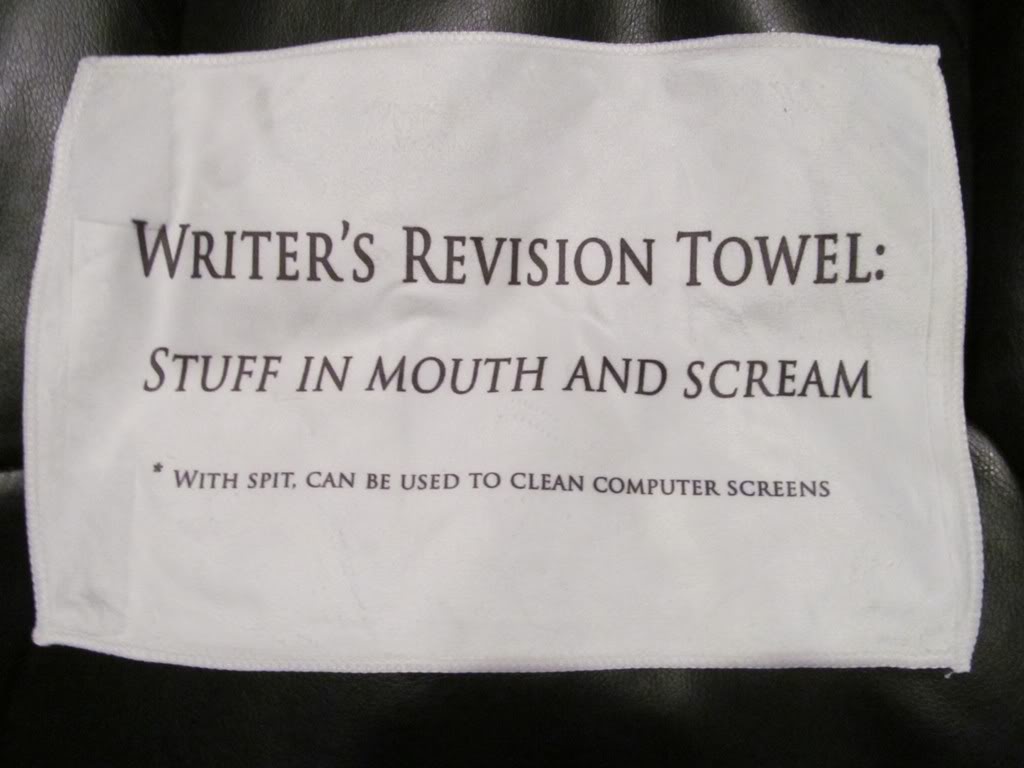 Writer's Revision Towel:
Stuff in mouth and scream
* With spit, can be used to clean computer screens